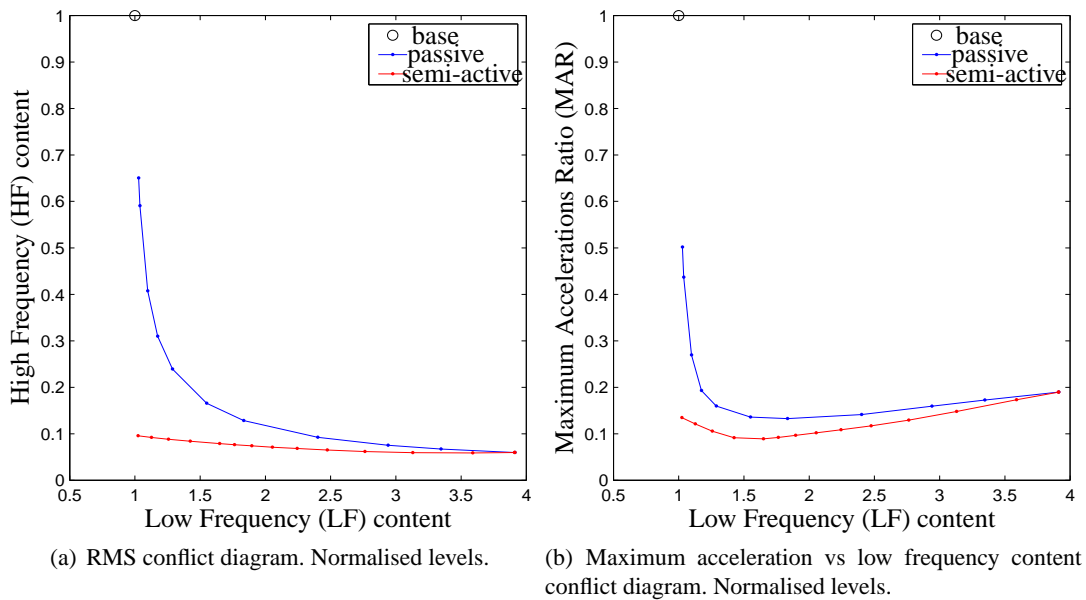 1
0.9
0.8
0.7
0.6
0.5
0.4
0.3
0.2
0.1
0
0.5
1
1.5
2
2.5
3
3.5
4
High Frequency (HF) content
Low Frequency (LF) content
base
passive
semi-active
(a) RMS conflict diagram. Normalised levels.
1
0.9
0.8
0.7
0.6
0.5
0.4
0.3
0.2
0.1
0
0.5
1
1.5
2
2.5
3
3.5
4
Maximum Accelerations Ratio (MAR)
Low Frequency (LF) content
base
passive
semi-active
(b) Maximum acceleration vs low frequency content
conflict diagram. Normalised levels.